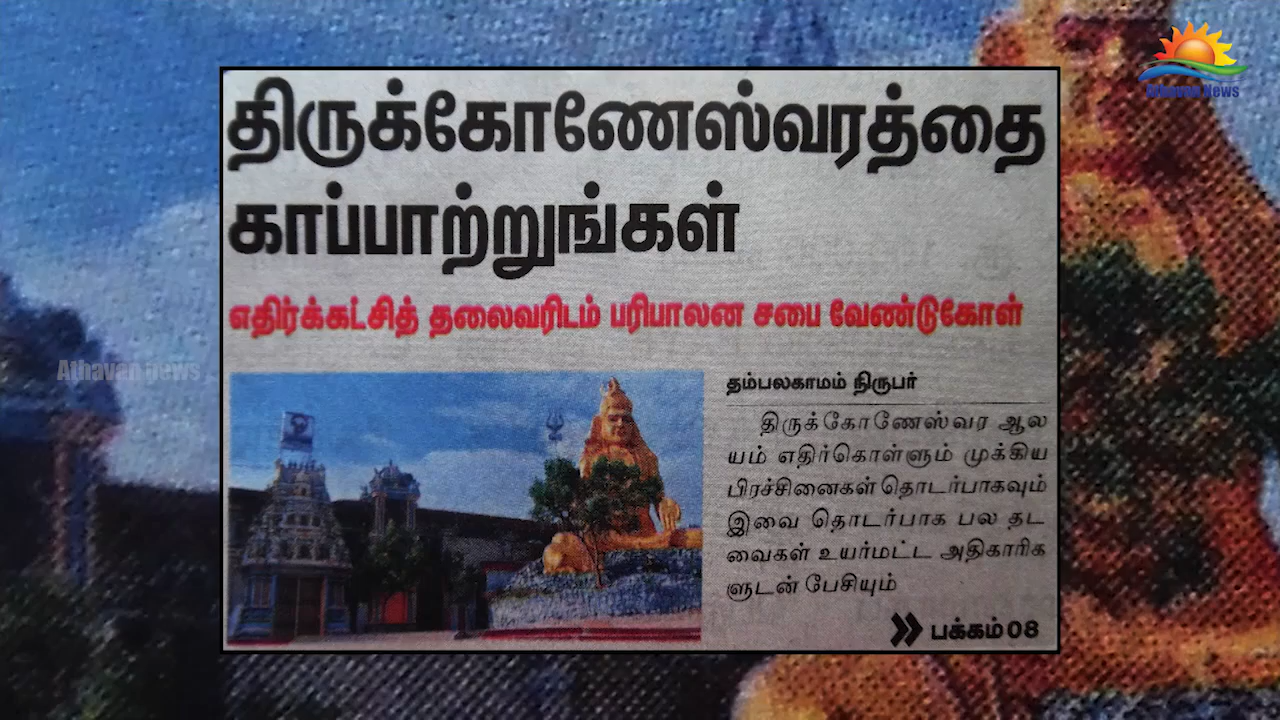 Athavan News
திருக்கோணேஸ்வரத்தை
காப்பாற்றுங்கள்
எதிர்க்கட்சித் தலைவரிடம் பரிபாலன சபை வேண்டுகோள்
Athavan news
தம்பலகாமம் நிருபர்
திருக்கோணேஸ்வர ஆல
யம் எதிர்கொள்ளும் முக்கிய
பிரச்சினைகள் தொடர்பாகவும்
இவை தொடர்பாக பல தட
வைகள் உயர்மட்ட அதிகாரிக
ளுடன் பேசியும்
பக்கம் 08